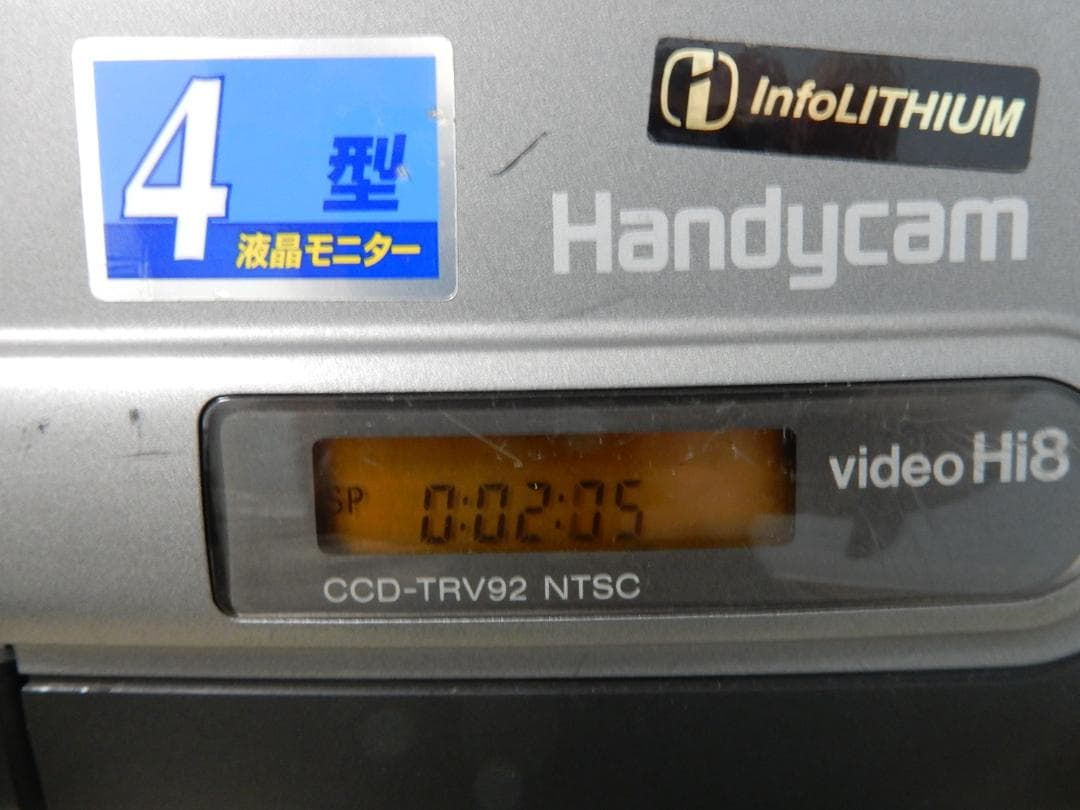 4型
液晶モニター
i InfoLITHIUM
Handycam
video Hi8
SP 0:02:05
CCD-TRV92 NTSC